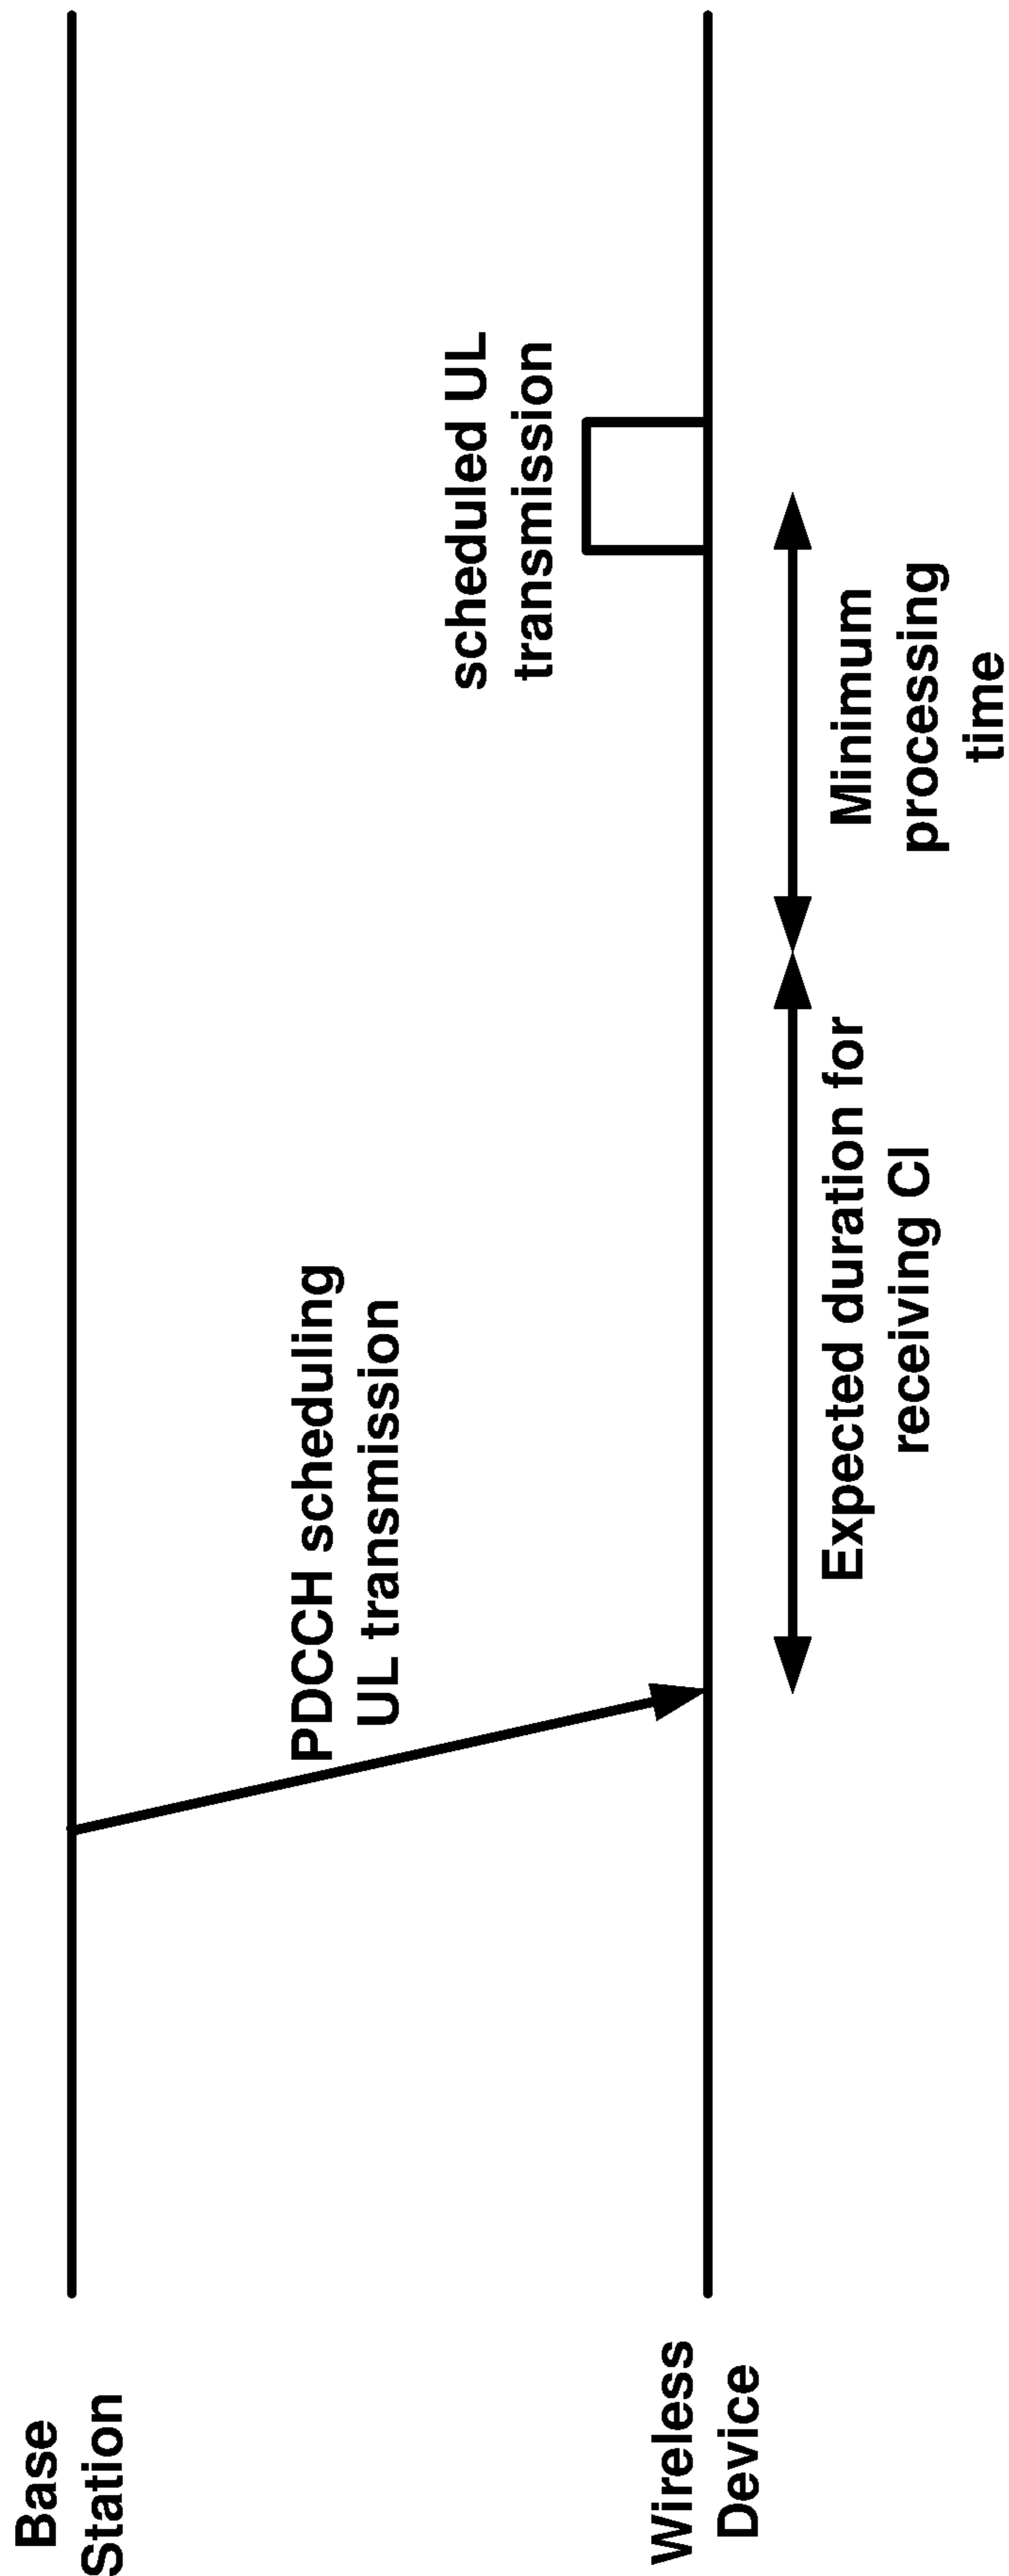 Base
Station
PDCCH scheduling
UL transmission
scheduled UL
transmission
Wireless
Device
Expected duration for
receiving CI
Minimum
processing
time